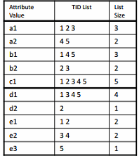 Attribute Value TID List List Size
a1 1 2 3 3
a2 4 5 2
b1 1 4 5 3
b2 2 3 2
c1 1 2 3 4 5 5
d1 1 3 4 5 4
d2 2 1
e1 1 2 2
e2 3 4 2
e3 5 1